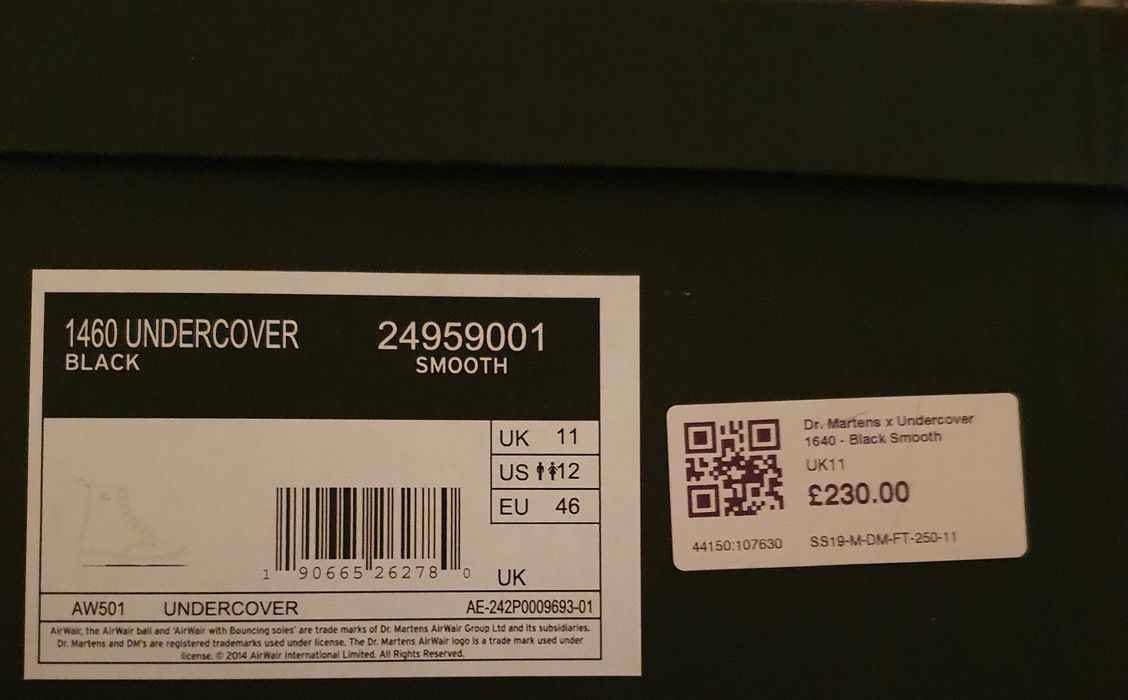 1460 UNDERCOVER 24959001
BLACK SMOOTH
UK 11
US 12
EU 46
1 90665 26278 0
UK
AW501 UNDERCOVER AE-242P0009693-01
AirWair, the AirWair ball and 'AirWair with Bouncing soles' are trade marks of Dr. Martens AirWair Group Ltd and its subsidiaries.
Dr. Martens and DM's are registered trademarks used under license. The Dr. Martens AirWair logo is a trade mark used under
license. © 2014 AirWair International Limited. All Rights Reserved.
Dr. Martens x Undercover
1640 - Black Smooth
UK11
£230.00
44150:107630 SS19-M-DM-FT-250-11